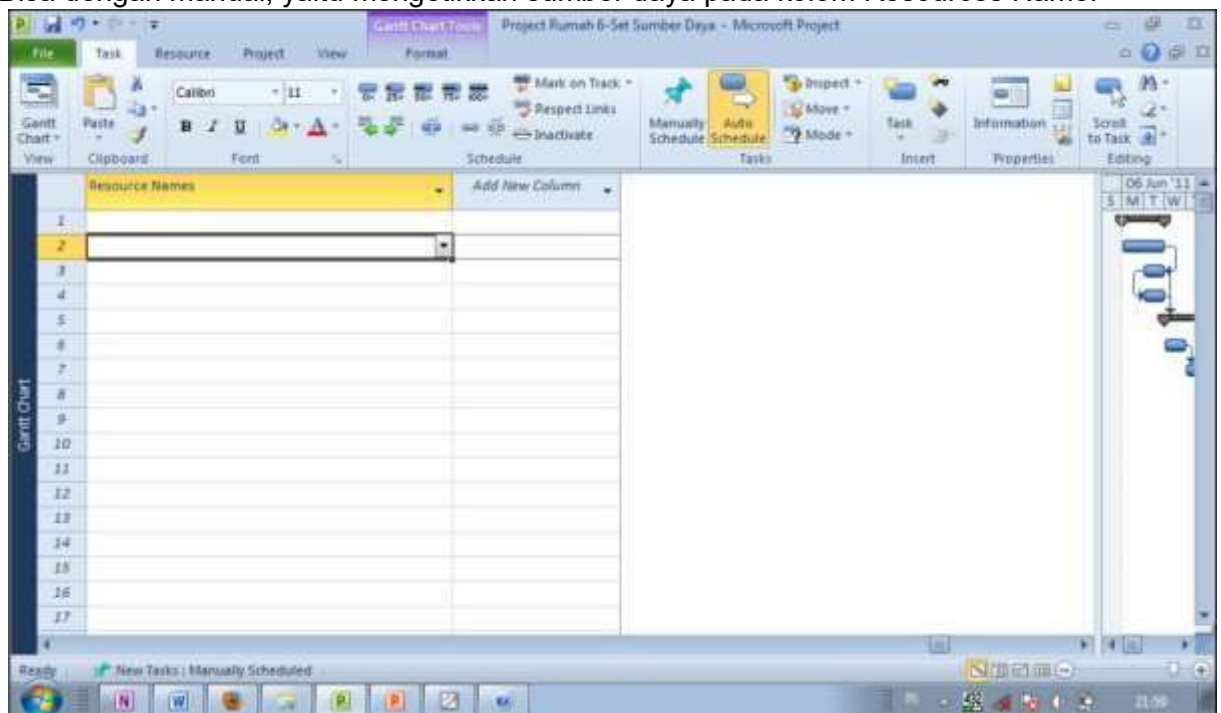 Bisa dengan manual, yaitu mengetikkan sumber daya pada kolom Resources Name.
Gantt Chart Tools
Project Rumah 6-Set Sumber Daya - Microsoft Project
File
Task
Resource
Project
View
Format
Gantt
Chart
View
Paste
Clipboard
Calibri
11
B I U
A
Font
Mark on Track
Respect Links
Inactivate
Schedule
Manually
Schedule
Auto
Schedule
Inspect
Move
Mode
Tasks
Task
Insert
Information
Properties
Scroll
to Task
Editing
Resource Names
Add New Column
06 Jun '11
S M T W
1
2
3
4
5
6
7
8
9
10
11
12
13
14
15
16
17
Gantt Chart
Ready
New Tasks : Manually Scheduled